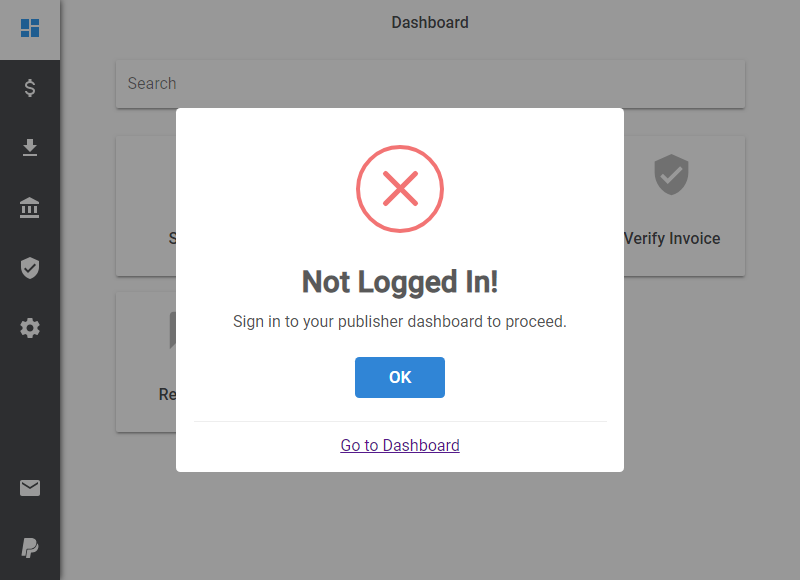 Dashboard
Search
Verify Invoice
Not Logged In!
Sign in to your publisher dashboard to proceed.
OK
Go to Dashboard